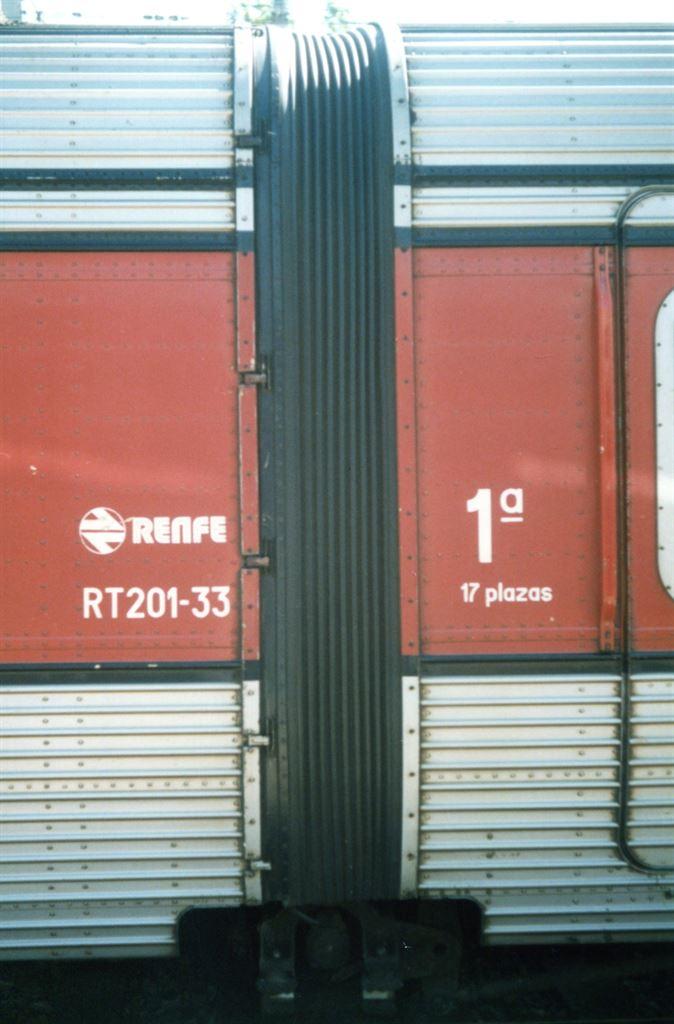 RENFE
RT201-33
1ª
17 plazas